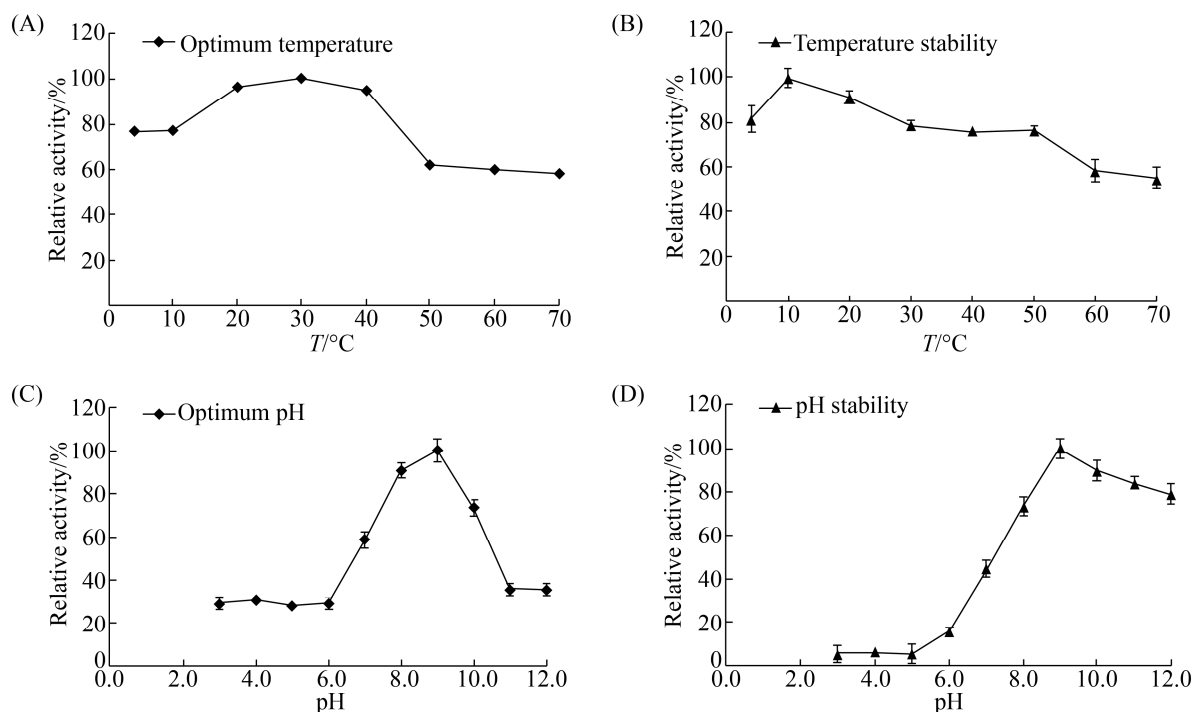 (A)
Optimum temperature
Relative activity/%
120
100
80
60
40
20
0 10 20 30 40 50 60 70
T/°C
(B)
Temperature stability
Relative activity/%
120
100
80
60
40
20
0 10 20 30 40 50 60 70
T/°C
(C)
Optimum pH
Relative activity/%
120
100
80
60
40
20
0
0.0 2.0 4.0 6.0 8.0 10.0 12.0
pH
(D)
pH stability
Relative activity/%
120
100
80
60
40
20
0
0.0 2.0 4.0 6.0 8.0 10.0 12.0
pH